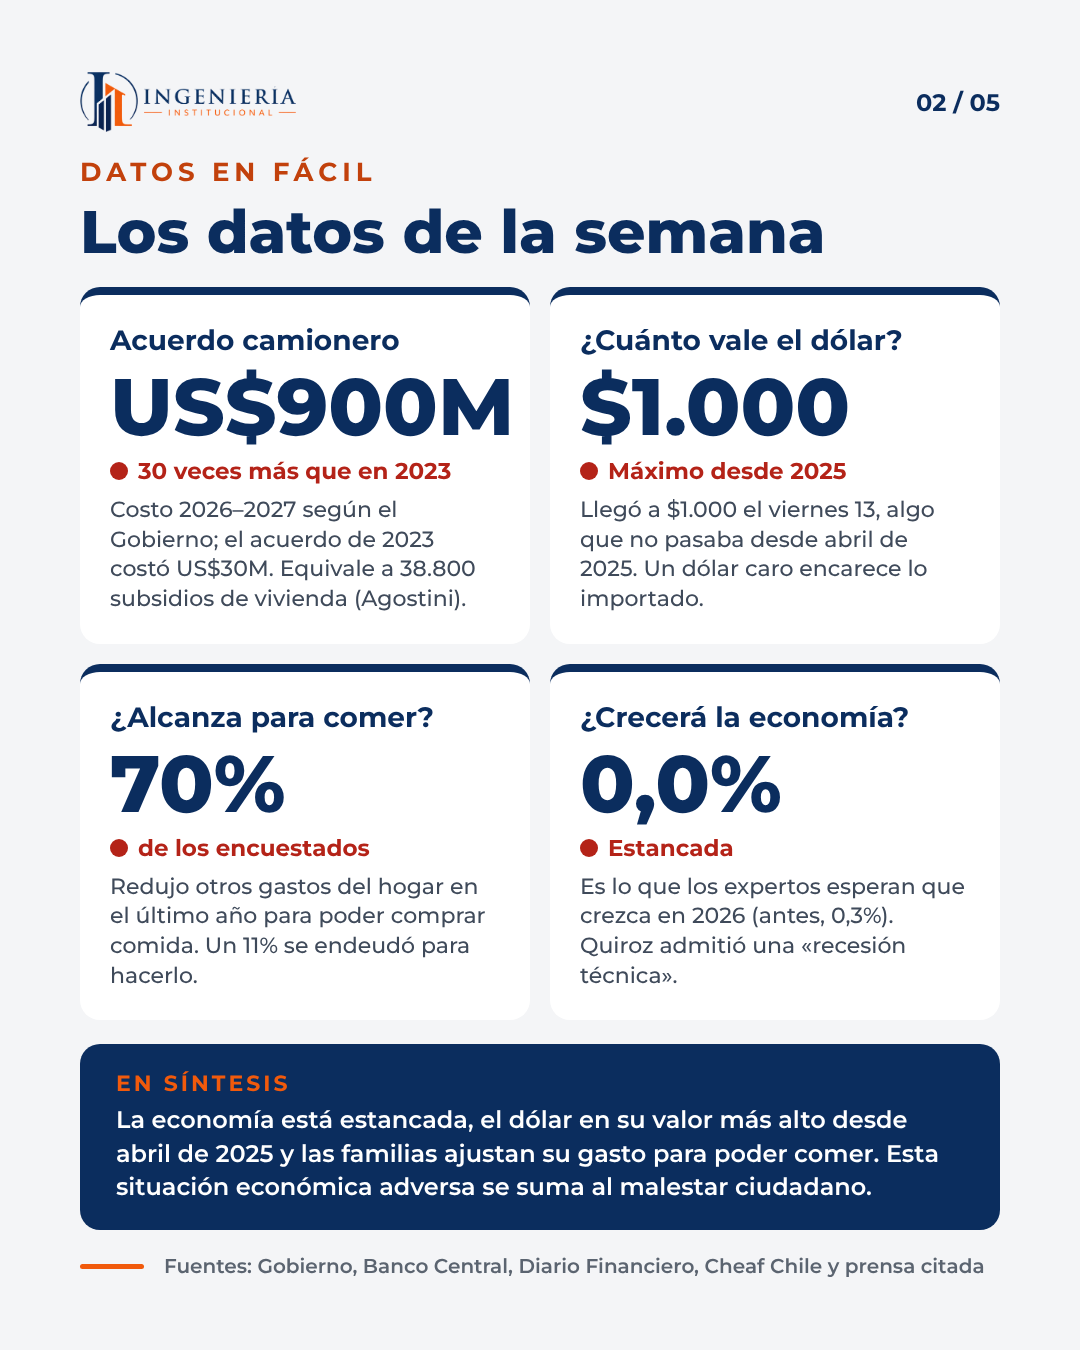 INGENIERIA
INSTITUCIONAL
02 / 05
DATOS EN FÁCIL
Los datos de la semana
Acuerdo camionero
US$900M
30 veces más que en 2023
Costo 2026–2027 según el
Gobierno; el acuerdo de 2023
costó US$30M. Equivale a 38.800
subsidios de vivienda (Agostini).
¿Cuánto vale el dólar?
$1.000
Máximo desde 2025
Llegó a $1.000 el viernes 13, algo
que no pasaba desde abril de
2025. Un dólar caro encarece lo
importado.
¿Alcanza para comer?
70%
de los encuestados
Redujo otros gastos del hogar en
el último año para poder comprar
comida. Un 11% se endeudó para
hacerlo.
¿Crecerá la economía?
0,0%
Estancada
Es lo que los expertos esperan que
crezca en 2026 (antes, 0,3%).
Quiroz admitió una «recesión
técnica».
EN SÍNTESIS
La economía está estancada, el dólar en su valor más alto desde
abril de 2025 y las familias ajustan su gasto para poder comer. Esta
situación económica adversa se suma al malestar ciudadano.
Fuentes: Gobierno, Banco Central, Diario Financiero, Cheaf Chile y prensa citada